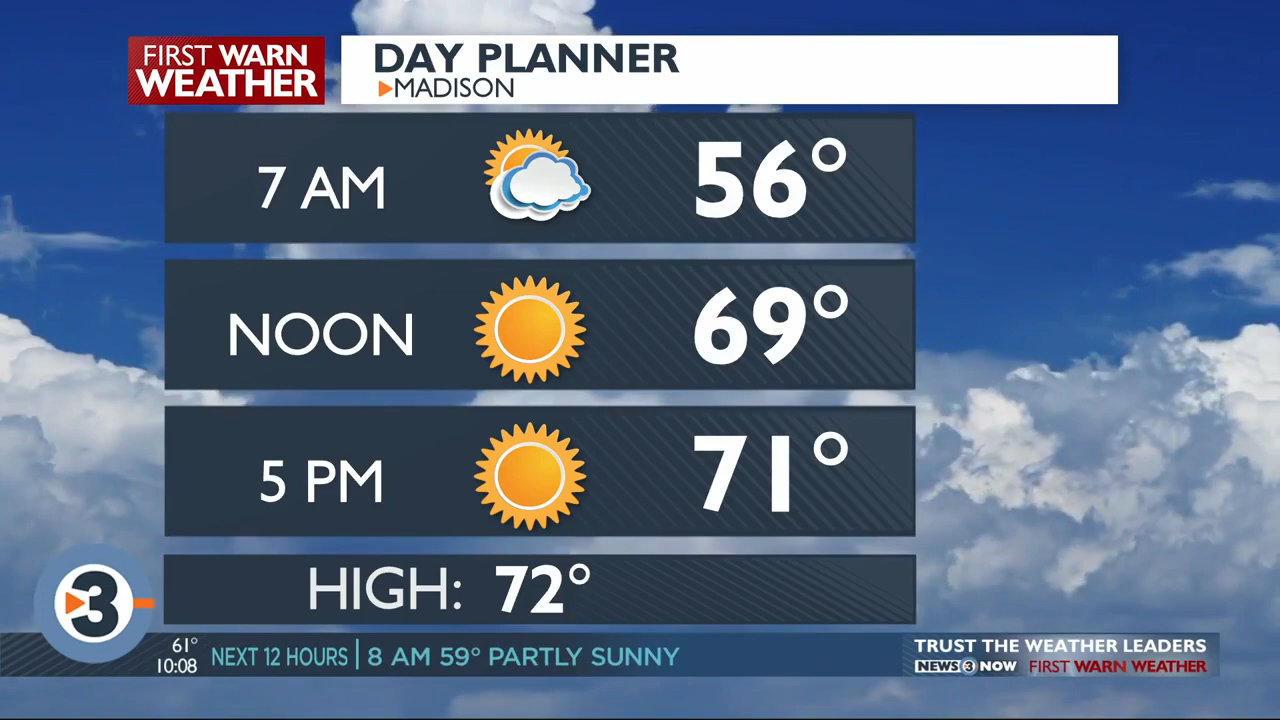 FIRST WARN
WEATHER
DAY PLANNER
MADISON
7 AM 56°
NOON 69°
5 PM 71°
HIGH: 72°
3
61°
10:08
NEXT 12 HOURS | 8 AM 59° PARTLY SUNNY
TRUST THE WEATHER LEADERS
NEWS 3 NOW FIRST WARN WEATHER